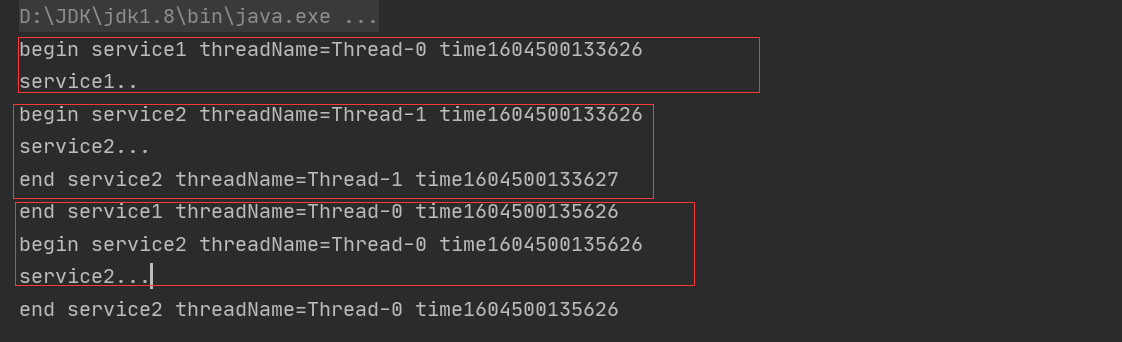 D:\JDK\jdk1.8\bin\java.exe ...
begin service1 threadName=Thread-0 time1604500133626
service1..
begin service2 threadName=Thread-1 time1604500133626
service2...
end service2 threadName=Thread-1 time1604500133627
end service1 threadName=Thread-0 time1604500135626
begin service2 threadName=Thread-0 time1604500135626
service2...
end service2 threadName=Thread-0 time1604500135626